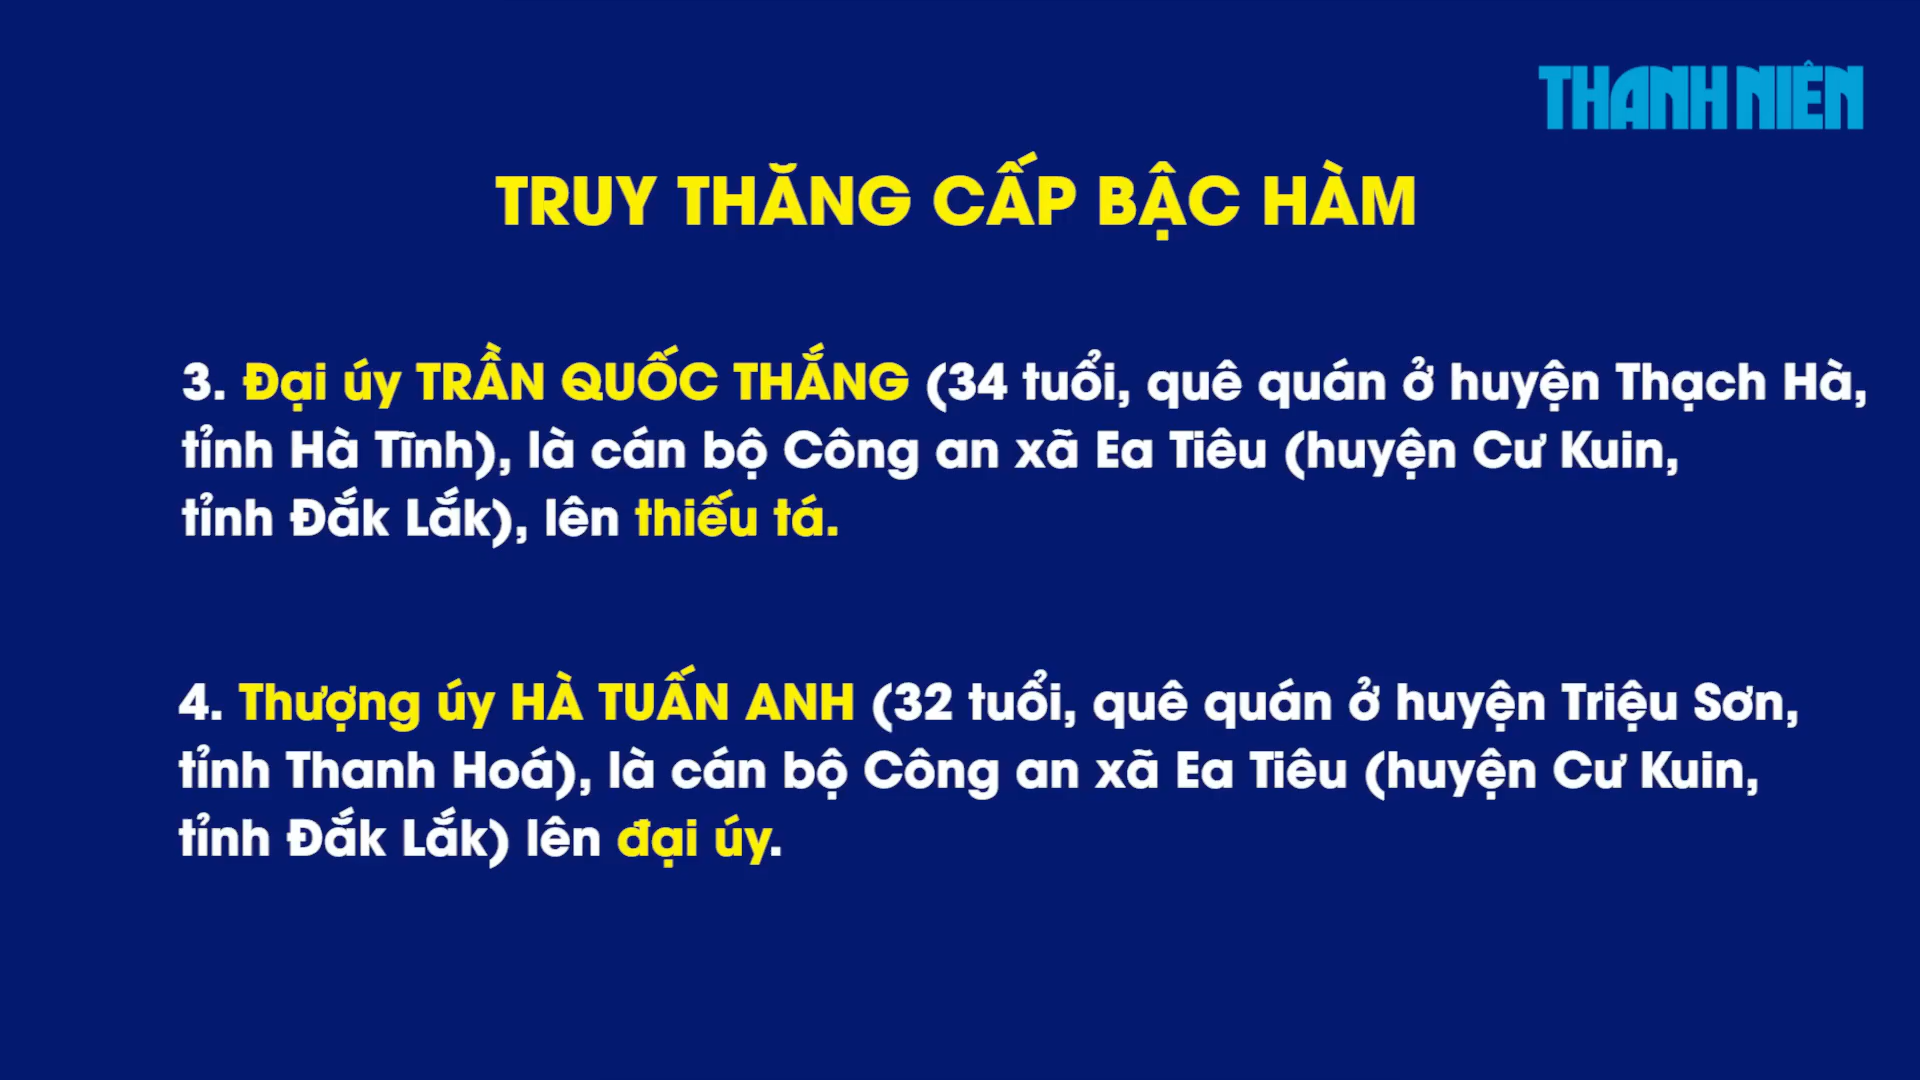 THANH NIÊN
TRUY THĂNG CẤP BẬC HÀM
3. Đại úy TRẦN QUỐC THẮNG (34 tuổi, quê quán ở huyện Thạch Hà,
tỉnh Hà Tĩnh), là cán bộ Công an xã Ea Tiêu (huyện Cư Kuin,
tỉnh Đắk Lắk), lên thiếu tá.
4. Thượng úy HÀ TUẤN ANH (32 tuổi, quê quán ở huyện Triệu Sơn,
tỉnh Thanh Hoá), là cán bộ Công an xã Ea Tiêu (huyện Cư Kuin,
tỉnh Đắk Lắk) lên đại úy.